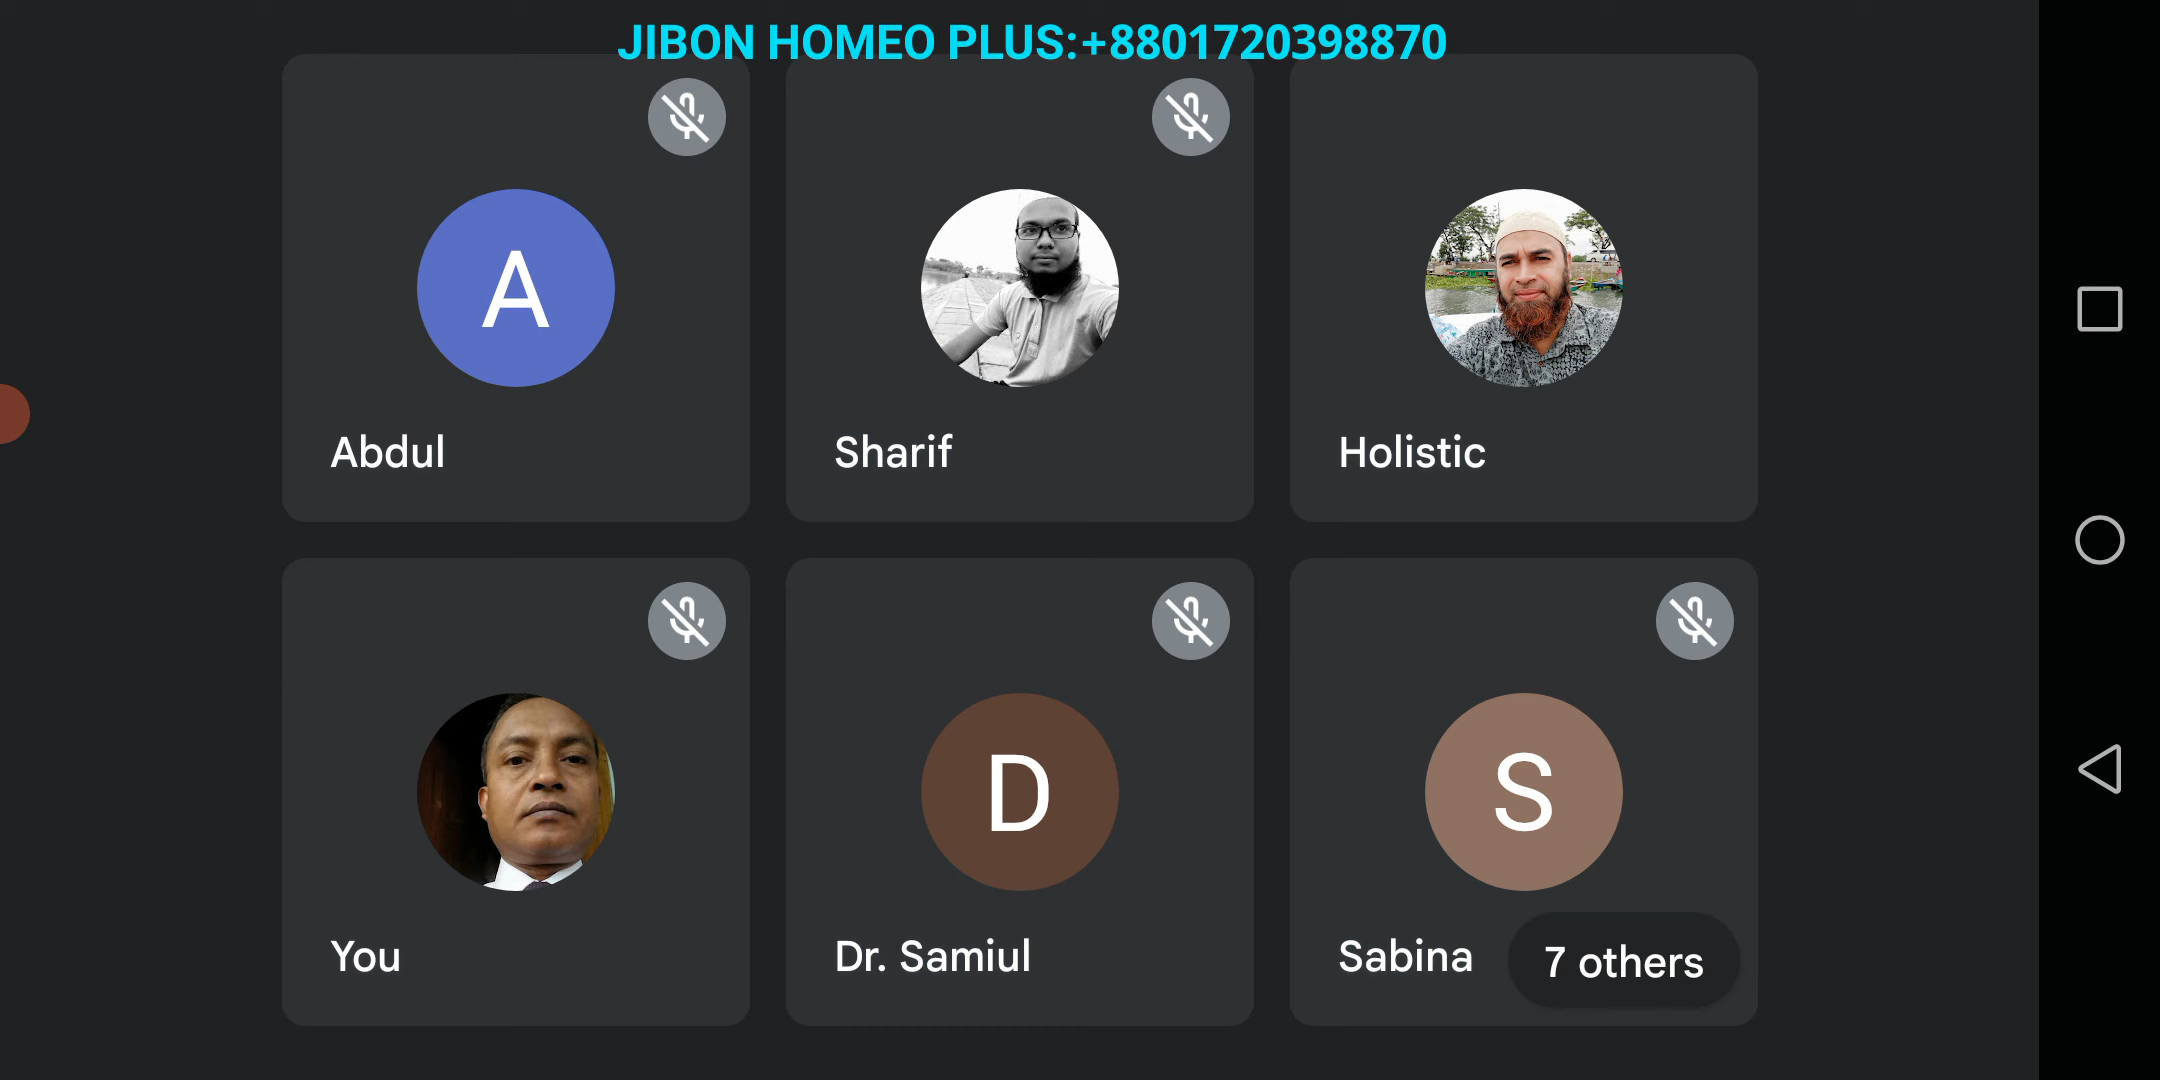 JIBON HOMEO PLUS:+8801720398870
A
Abdul
Sharif
Holistic
You
D
Dr. Samiul
S
Sabina
7 others